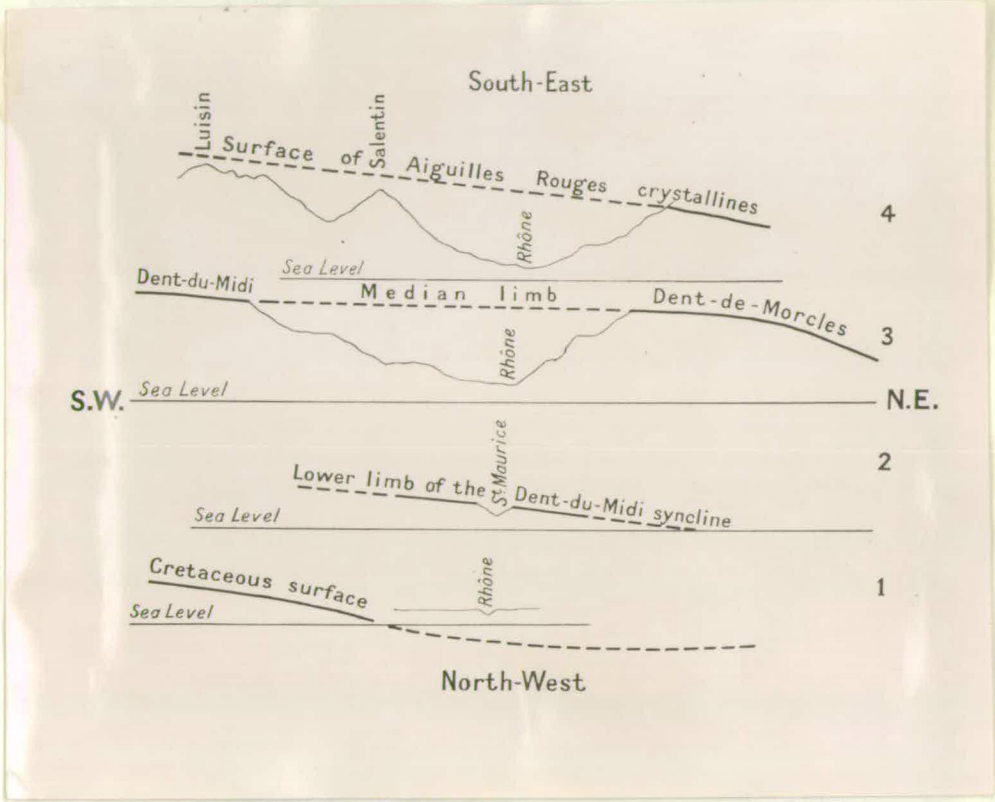 South-East
Luisin
Salentin
Surface of Aiguilles Rouges crystallines
4
Rhône
Sea Level
Dent-du-Midi
Median limb
Dent-de-Morcles
3
Rhône
Sea Level
S.W.
N.E.
2
St Maurice
Lower limb of the Dent-du-Midi syncline
Sea Level
Cretaceous surface
1
Rhône
Sea Level
North-West